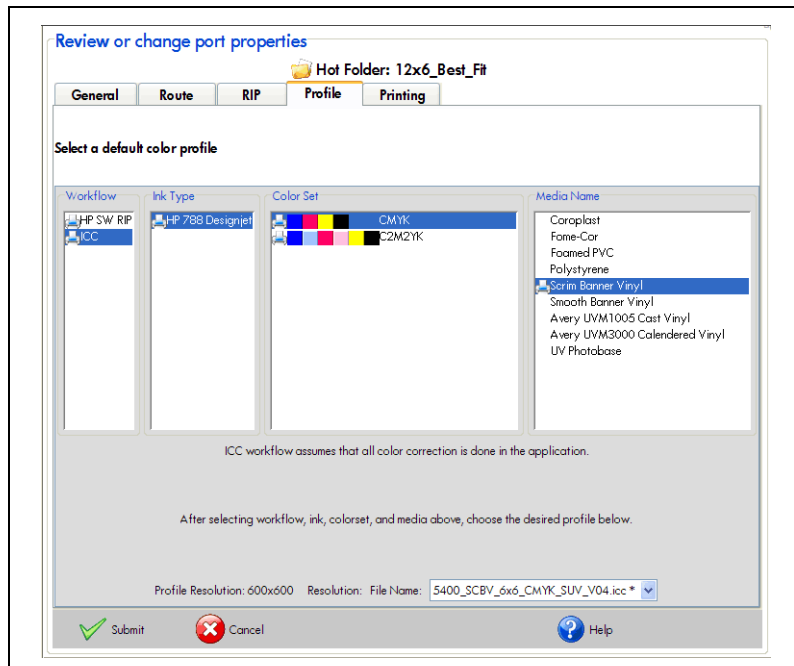 Review or change port properties
Hot Folder: 12x6_Best_Fit
General Route RIP Profile Printing
Select a default color profile
Workflow Ink Type Color Set Media Name
HP SW RIP HP 788 Designjet CMYK Coroplast
ICC C2M2YK Fome-Cor
Foamed PVC
Polystyrene
Scrim Banner Vinyl
Smooth Banner Vinyl
Avery UVM1005 Cast Vinyl
Avery UVM3000 Calendered Vinyl
UV Photobase
ICC workflow assumes that all color correction is done in the application.
After selecting workflow, ink, colorset, and media above, choose the desired profile below.
Profile Resolution: 600x600 Resolution: File Name: 5400_SCBV_6x6_CMYK_SUV_V04.icc *
Submit Cancel Help